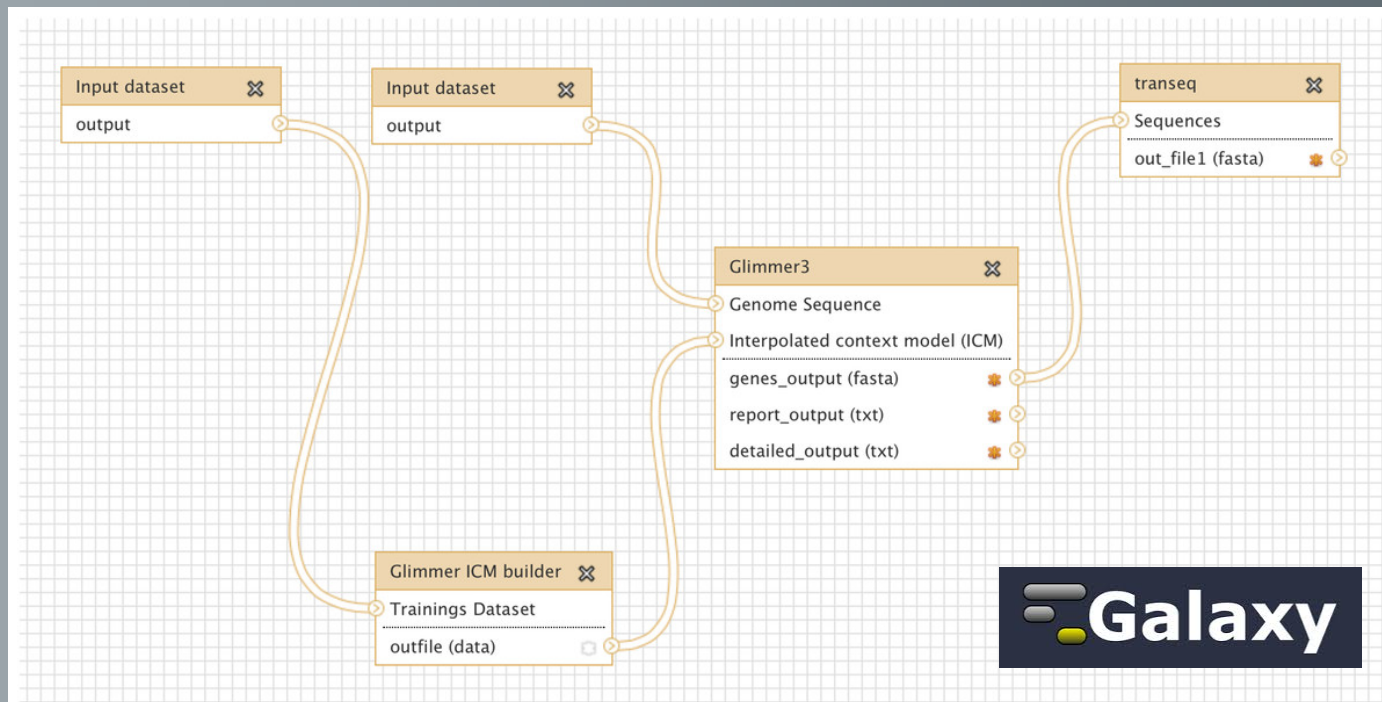 Input dataset
output
Input dataset
output
transeq
Sequences
out_file1 (fasta)
Glimmer3
Genome Sequence
Interpolated context model (ICM)
genes_output (fasta)
report_output (txt)
detailed_output (txt)
Glimmer ICM builder
Trainings Dataset
outfile (data)
Galaxy